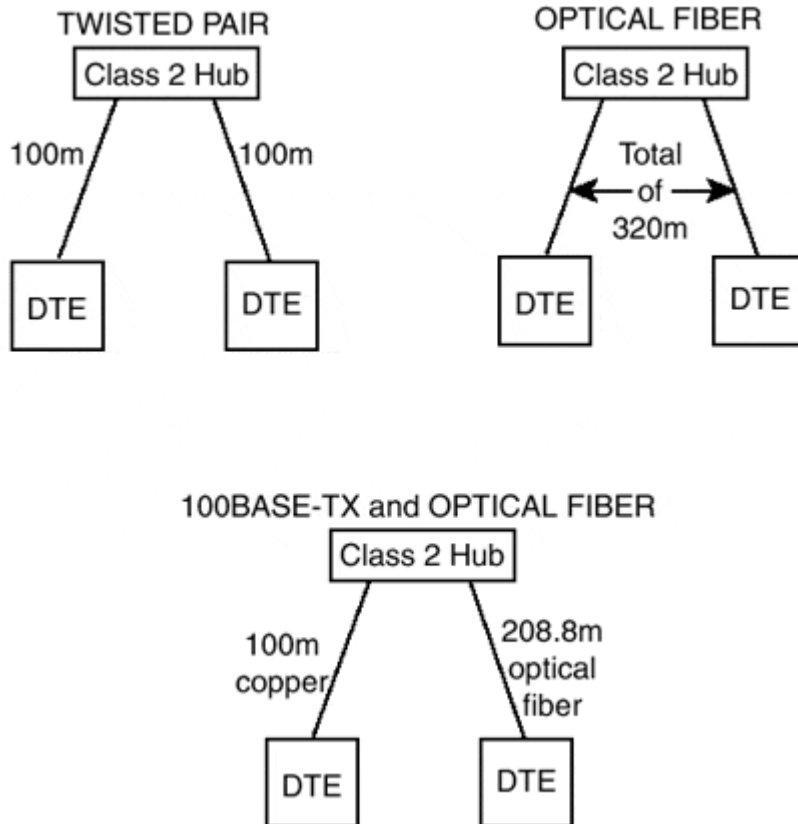 TWISTED PAIR
Class 2 Hub
100m
100m
DTE
DTE
OPTICAL FIBER
Class 2 Hub
Total
of
320m
DTE
DTE
100BASE-TX and OPTICAL FIBER
Class 2 Hub
100m
copper
208.8m
optical
fiber
DTE
DTE